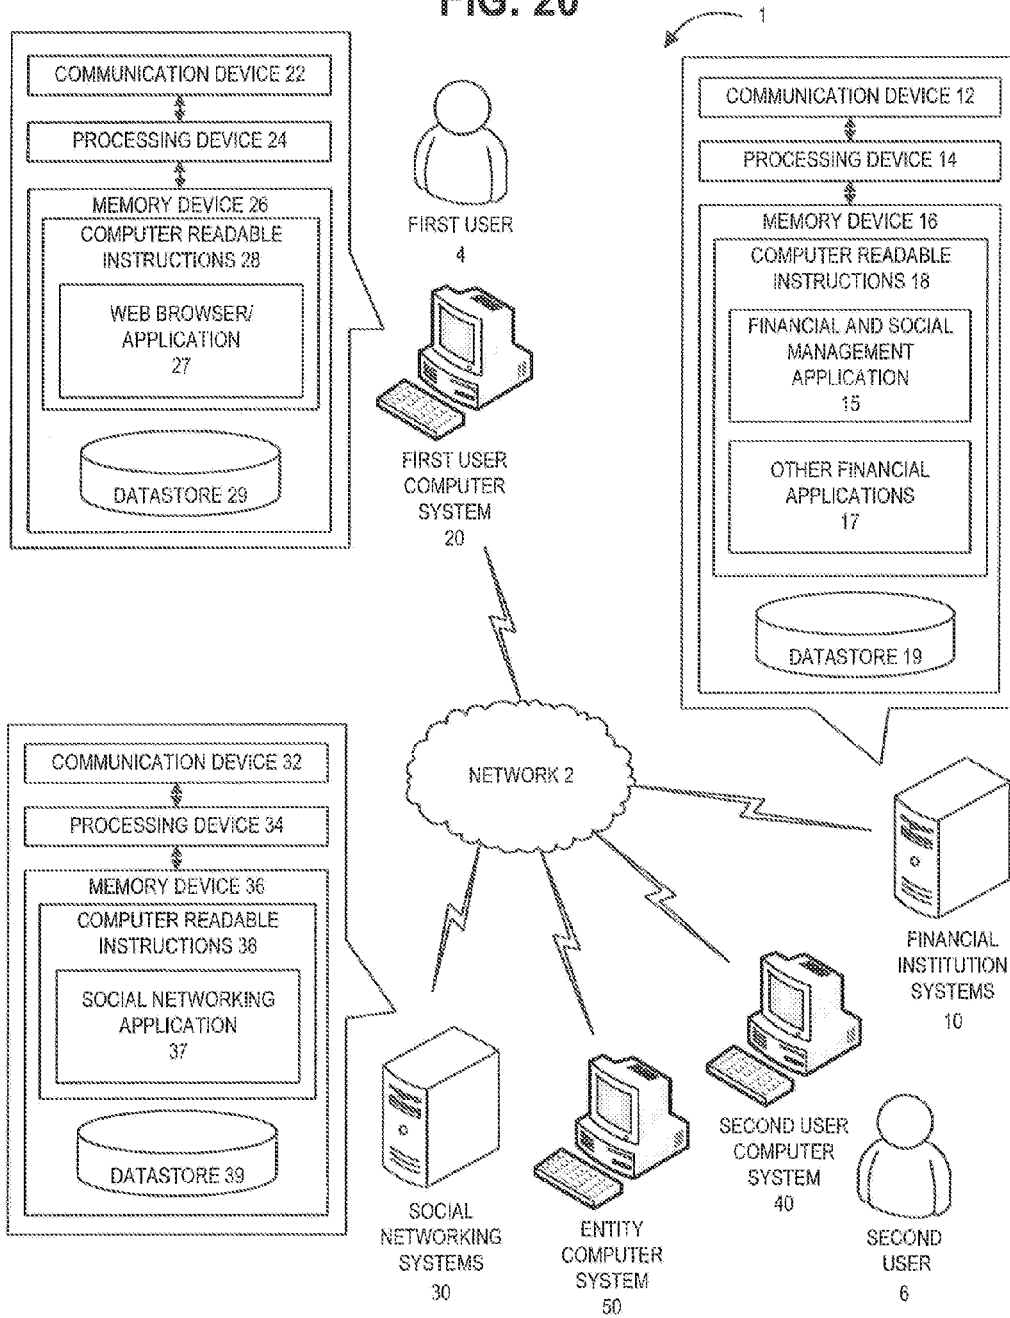 FIG. 20
1
COMMUNICATION DEVICE 22
PROCESSING DEVICE 24
MEMORY DEVICE 26
COMPUTER READABLE
INSTRUCTIONS 28
WEB BROWSER/
APPLICATION
27
DATASTORE 29
FIRST USER
4
FIRST USER
COMPUTER
SYSTEM
20
COMMUNICATION DEVICE 12
PROCESSING DEVICE 14
MEMORY DEVICE 16
COMPUTER READABLE
INSTRUCTIONS 18
FINANCIAL AND SOCIAL
MANAGEMENT
APPLICATION
15
OTHER FINANCIAL
APPLICATIONS
17
DATASTORE 19
NETWORK 2
FINANCIAL
INSTITUTION
SYSTEMS
10
COMMUNICATION DEVICE 32
PROCESSING DEVICE 34
MEMORY DEVICE 36
COMPUTER READABLE
INSTRUCTIONS 38
SOCIAL NETWORKING
APPLICATION
37
DATASTORE 39
SOCIAL
NETWORKING
SYSTEMS
30
ENTITY
COMPUTER
SYSTEM
50
SECOND USER
COMPUTER
SYSTEM
40
SECOND
USER
6